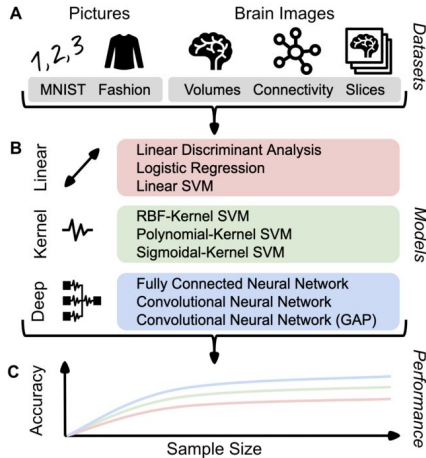 A
Pictures
Brain Images
1, 2, 3
MNIST Fashion
Volumes Connectivity Slices
Datasets
B
Linear
Linear Discriminant Analysis
Logistic Regression
Linear SVM
Kernel
RBF-Kernel SVM
Polynomial-Kernel SVM
Sigmoidal-Kernel SVM
Models
Deep
Fully Connected Neural Network
Convolutional Neural Network
Convolutional Neural Network (GAP)
C
Accuracy
Sample Size
Performance